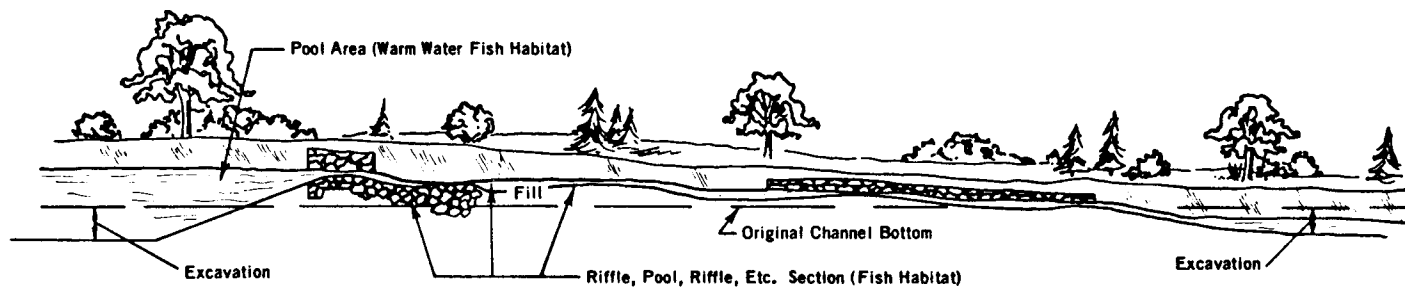 Pool Area (Warm Water Fish Habitat)
Fill
Original Channel Bottom
Excavation
Riffle, Pool, Riffle, Etc. Section (Fish Habitat)
Excavation